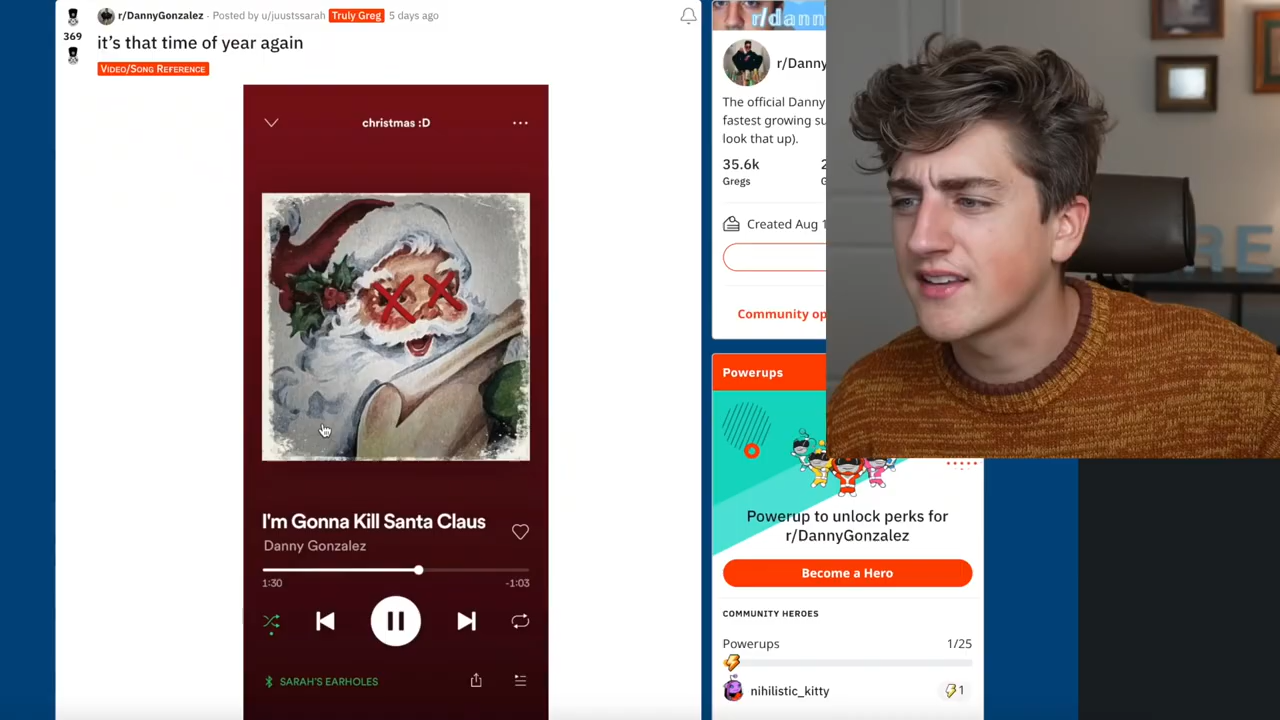 r/DannyGonzalez · Posted by u/juustssarah Truly Greg 5 days ago
369
it's that time of year again
VIDEO/SONG REFERENCE
christmas :D
I'm Gonna Kill Santa Claus
Danny Gonzalez
1:30
-1:03
SARAH'S EARHOLES
r/dann
r/Danny
The official Danny
fastest growing su
look that up).
35.6k
Gregs
Created Aug 1
Community op
Powerups
Powerup to unlock perks for
r/DannyGonzalez
Become a Hero
COMMUNITY HEROES
Powerups 1/25
nihilistic_kitty 1
RE